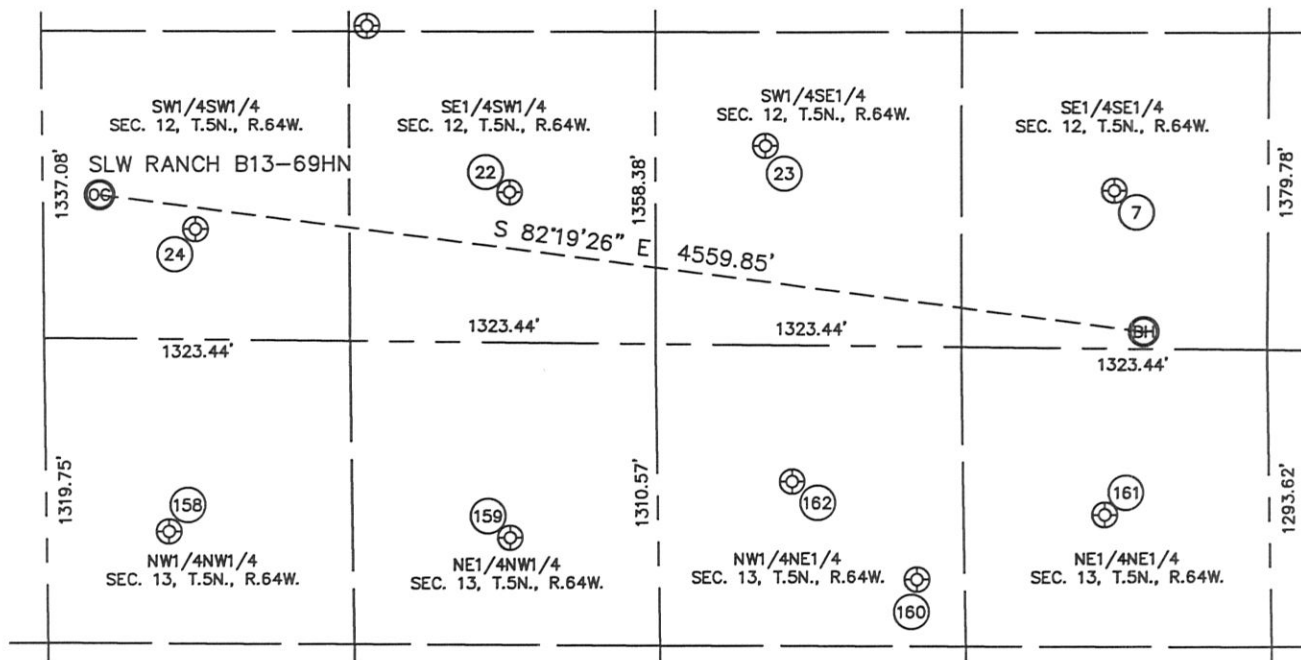 SW1/4SW1/4
SEC. 12, T.5N., R.64W.
SE1/4SW1/4
SEC. 12, T.5N., R.64W.
SW1/4SE1/4
SEC. 12, T.5N., R.64W.
SE1/4SE1/4
SEC. 12, T.5N., R.64W.
1337.08'
SLW RANCH B13-69HN
OG
24
22
1358.38'
23
7
1379.78'
S 82°19'26" E 4559.85'
BH
1323.44'
1323.44'
1323.44'
1323.44'
1319.75'
158
159
1310.57'
162
161
1293.62'
NW1/4NW1/4
SEC. 13, T.5N., R.64W.
NE1/4NW1/4
SEC. 13, T.5N., R.64W.
NW1/4NE1/4
SEC. 13, T.5N., R.64W.
NE1/4NE1/4
SEC. 13, T.5N., R.64W.
160